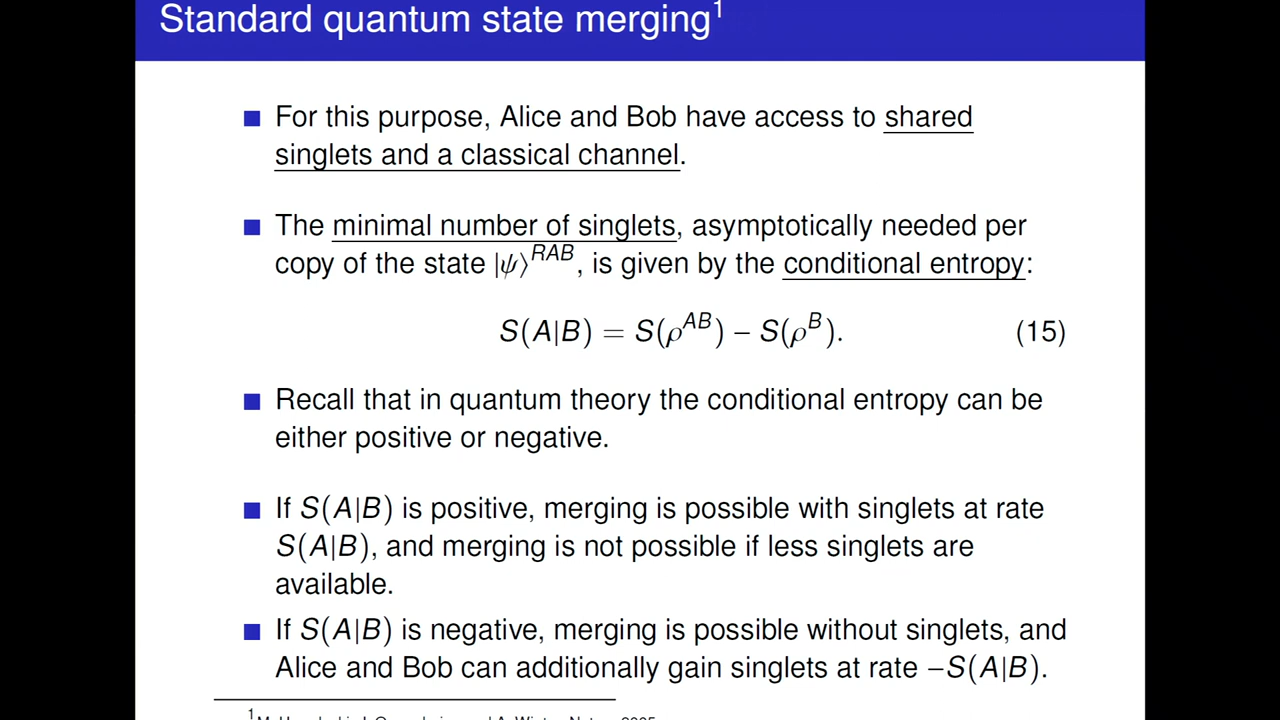 Standard quantum state merging¹
For this purpose, Alice and Bob have access to shared
singlets and a classical channel.
The minimal number of singlets, asymptotically needed per
copy of the state |ψ⟩^RAB, is given by the conditional entropy:
S(A|B) = S(ρ^AB) – S(ρ^B). (15)
Recall that in quantum theory the conditional entropy can be
either positive or negative.
If S(A|B) is positive, merging is possible with singlets at rate
S(A|B), and merging is not possible if less singlets are
available.
If S(A|B) is negative, merging is possible without singlets, and
Alice and Bob can additionally gain singlets at rate –S(A|B).